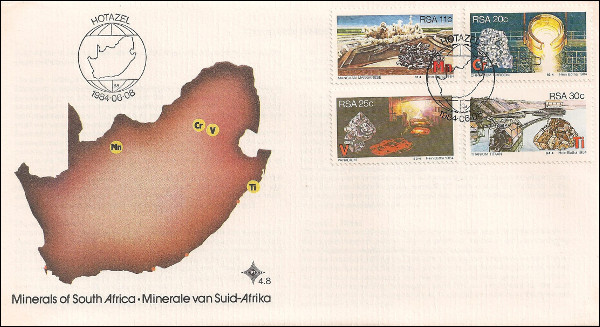 HOTAZEL
1984·06·08
Mn
Cr V
Ti
4.8
Minerals of South Africa · Minerale van Suid-Afrika
RSA 11c
Mn
RSA 20c
Cr
HOTAZEL
1984·06·08
RSA 25c
V
RSA 30c
Ti